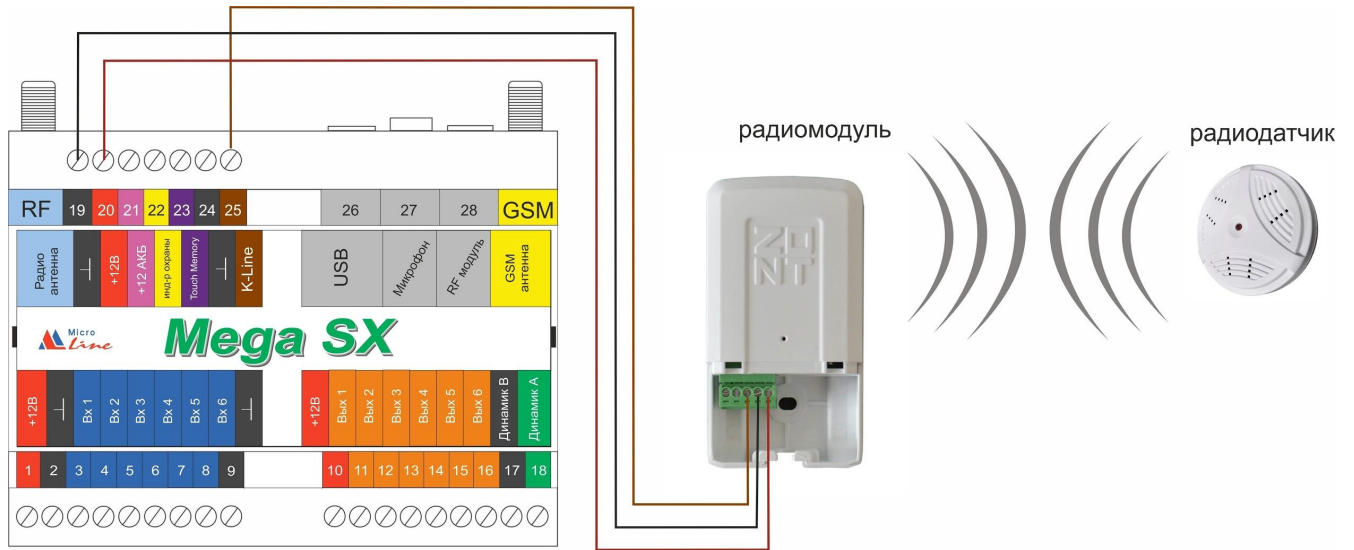 радиомодуль
радиодатчик
RF 19 20 21 22 23 24 25 26 27 28 GSM
Радио
антенна
⊥
+12В
+12 АКБ
инд-р охраны
Touch Memory
⊥
K-Line
USB
Микрофон
RF модуль
GSM
антенна
Micro
Line
Mega SX
ZONT
+12В
⊥
Вх 1
Вх 2
Вх 3
Вх 4
Вх 5
Вх 6
⊥
+12В
Вых 1
Вых 2
Вых 3
Вых 4
Вых 5
Вых 6
Динамик В
Динамик А
1 2 3 4 5 6 7 8 9 10 11 12 13 14 15 16 17 18